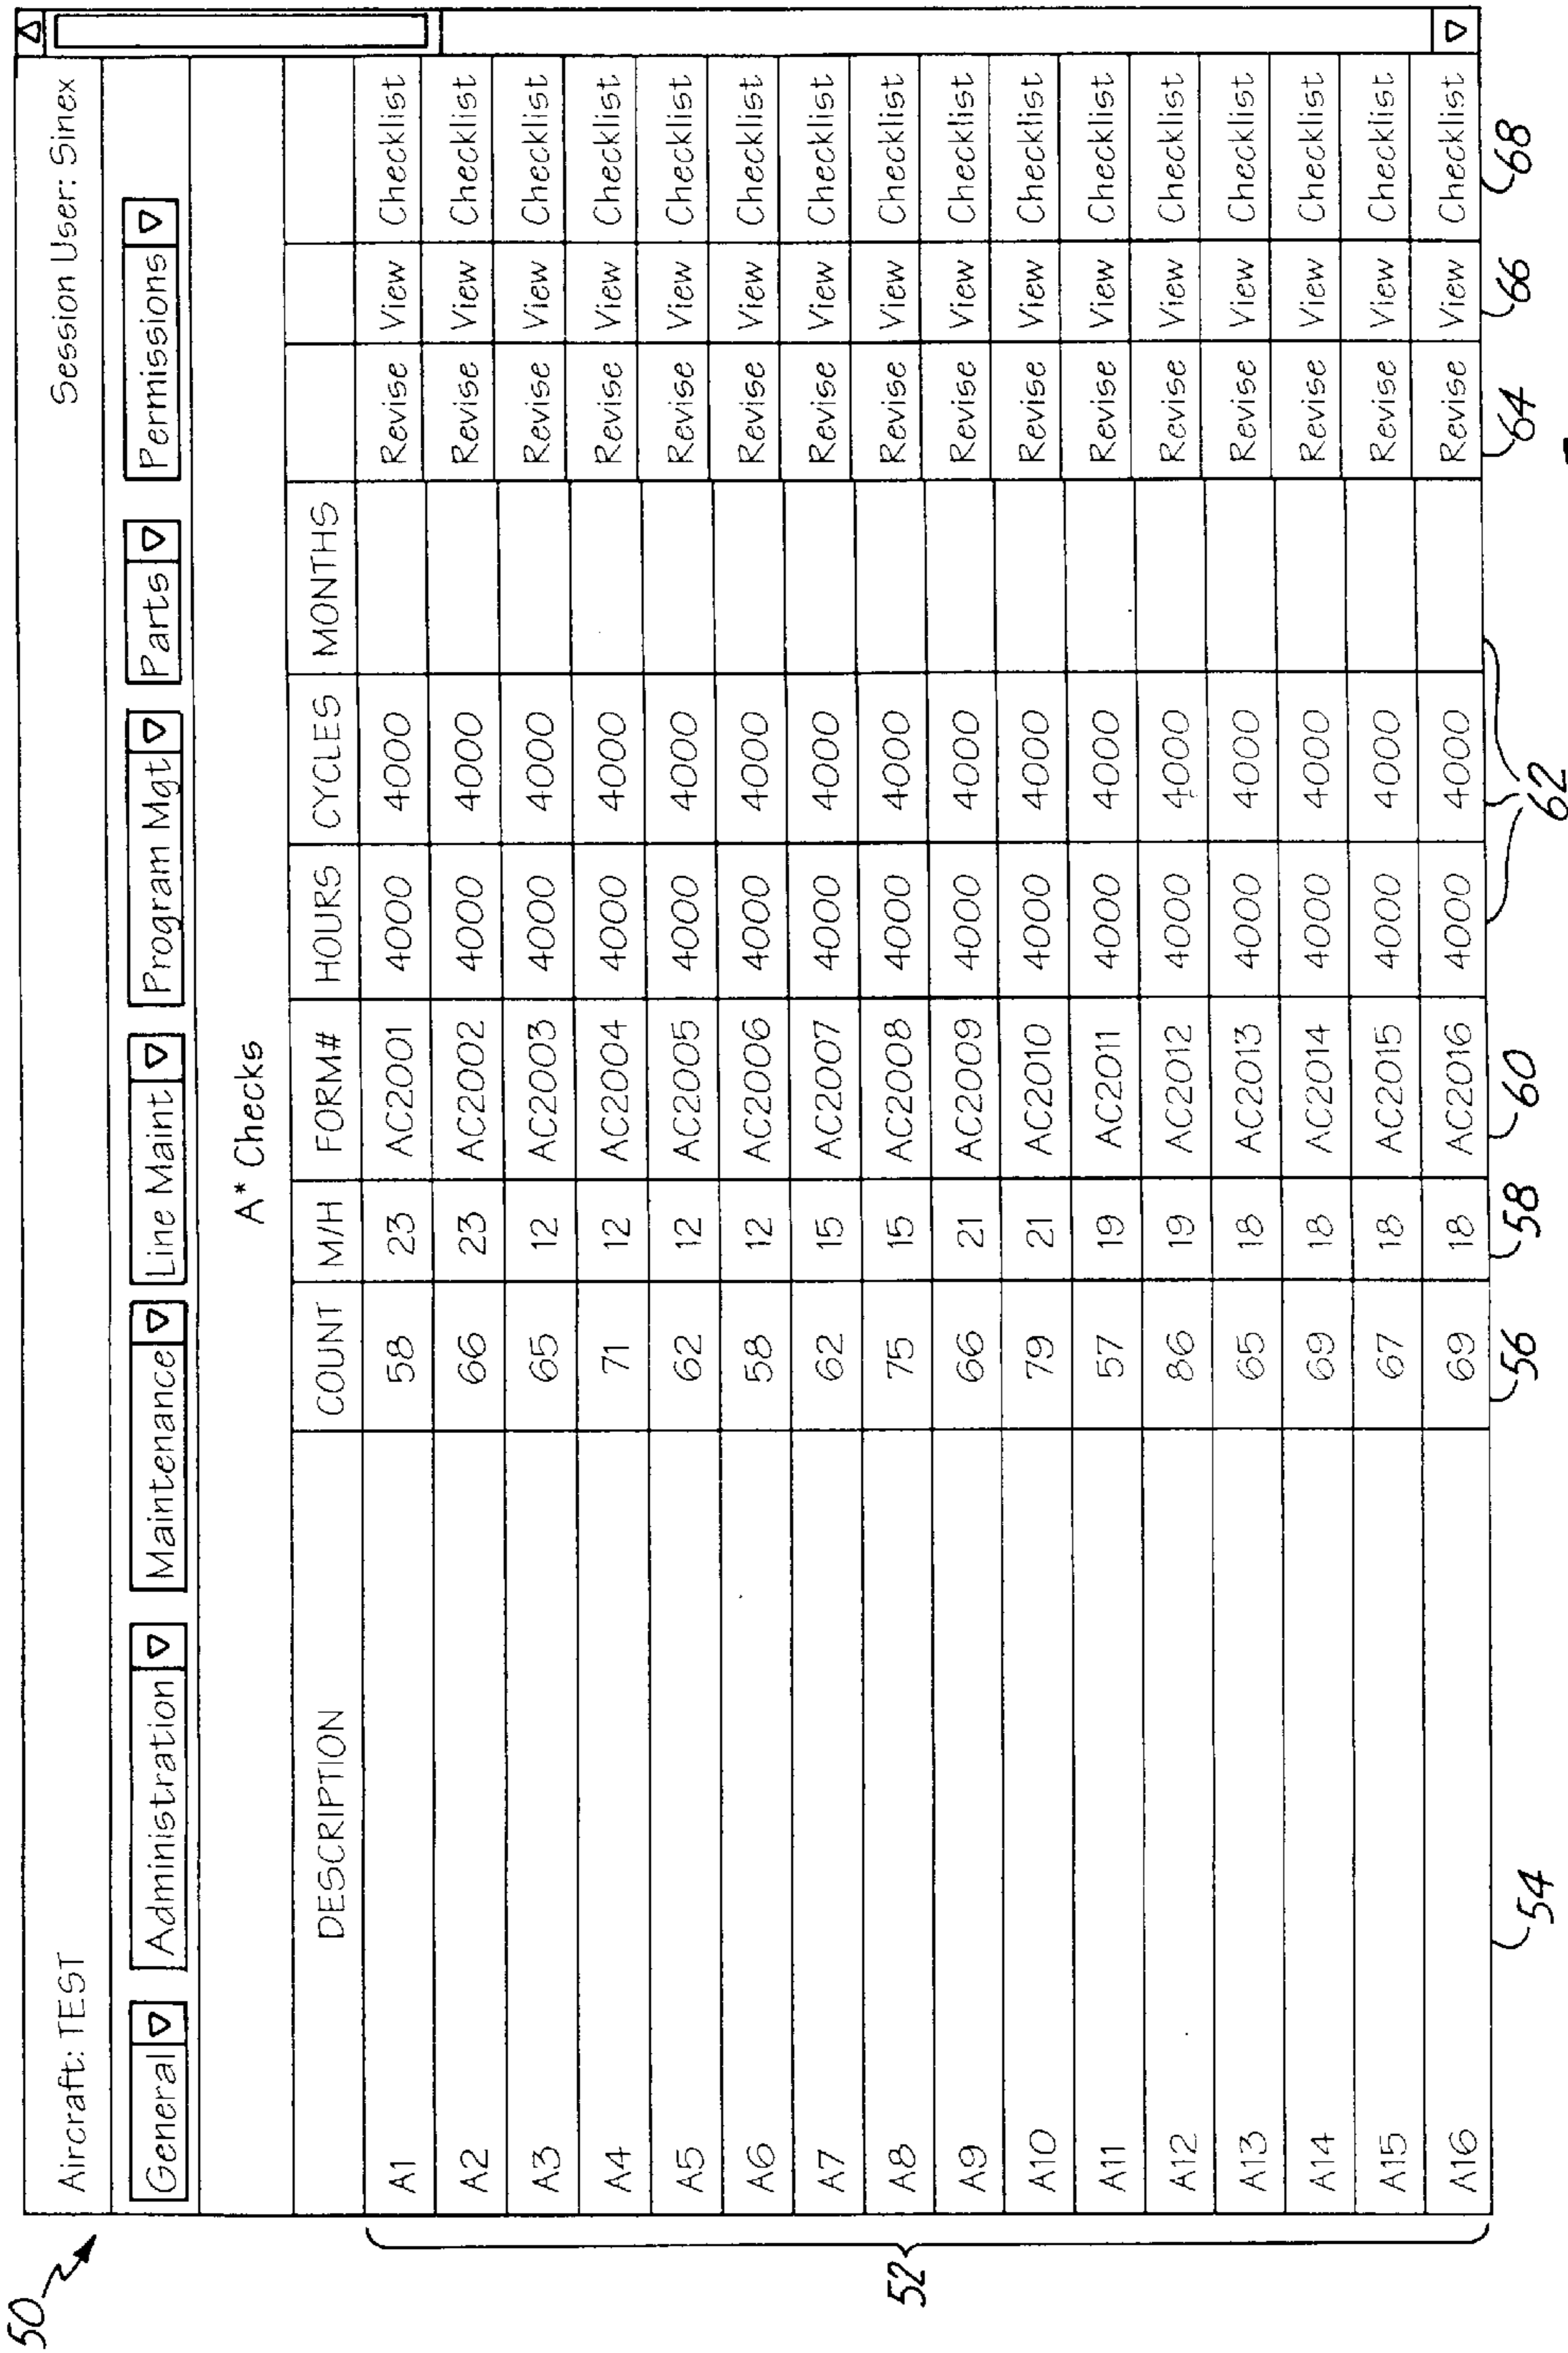 50
Aircraft: TEST Session User: Sinex
General Administration Maintenance Line Maint Program Mgt Parts Permissions
A* Checks
DESCRIPTION COUNT M/H FORM# HOURS CYCLES MONTHS
A1 58 23 AC2001 4000 4000 Revise View Checklist
A2 66 23 AC2002 4000 4000 Revise View Checklist
A3 65 12 AC2003 4000 4000 Revise View Checklist
A4 71 12 AC2004 4000 4000 Revise View Checklist
A5 62 12 AC2005 4000 4000 Revise View Checklist
A6 58 12 AC2006 4000 4000 Revise View Checklist
A7 62 15 AC2007 4000 4000 Revise View Checklist
A8 75 15 AC2008 4000 4000 Revise View Checklist
A9 66 21 AC2009 4000 4000 Revise View Checklist
A10 79 21 AC2010 4000 4000 Revise View Checklist
A11 57 19 AC2011 4000 4000 Revise View Checklist
A12 86 19 AC2012 4000 4000 Revise View Checklist
A13 65 18 AC2013 4000 4000 Revise View Checklist
A14 69 18 AC2014 4000 4000 Revise View Checklist
A15 67 18 AC2015 4000 4000 Revise View Checklist
A16 69 18 AC2016 4000 4000 Revise View Checklist
52
54 56 58 60 62 64 66 68